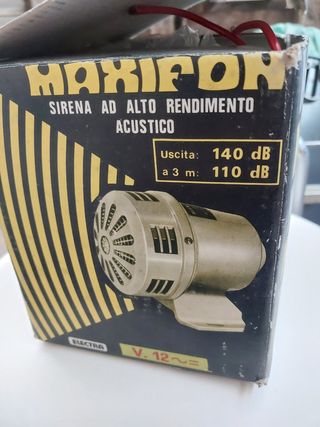 MAXIFON
SIRENA AD ALTO RENDIMENTO
ACUSTICO
Uscita: 140 dB
a 3 m: 110 dB
ELECTRA
V. 12 ~ =